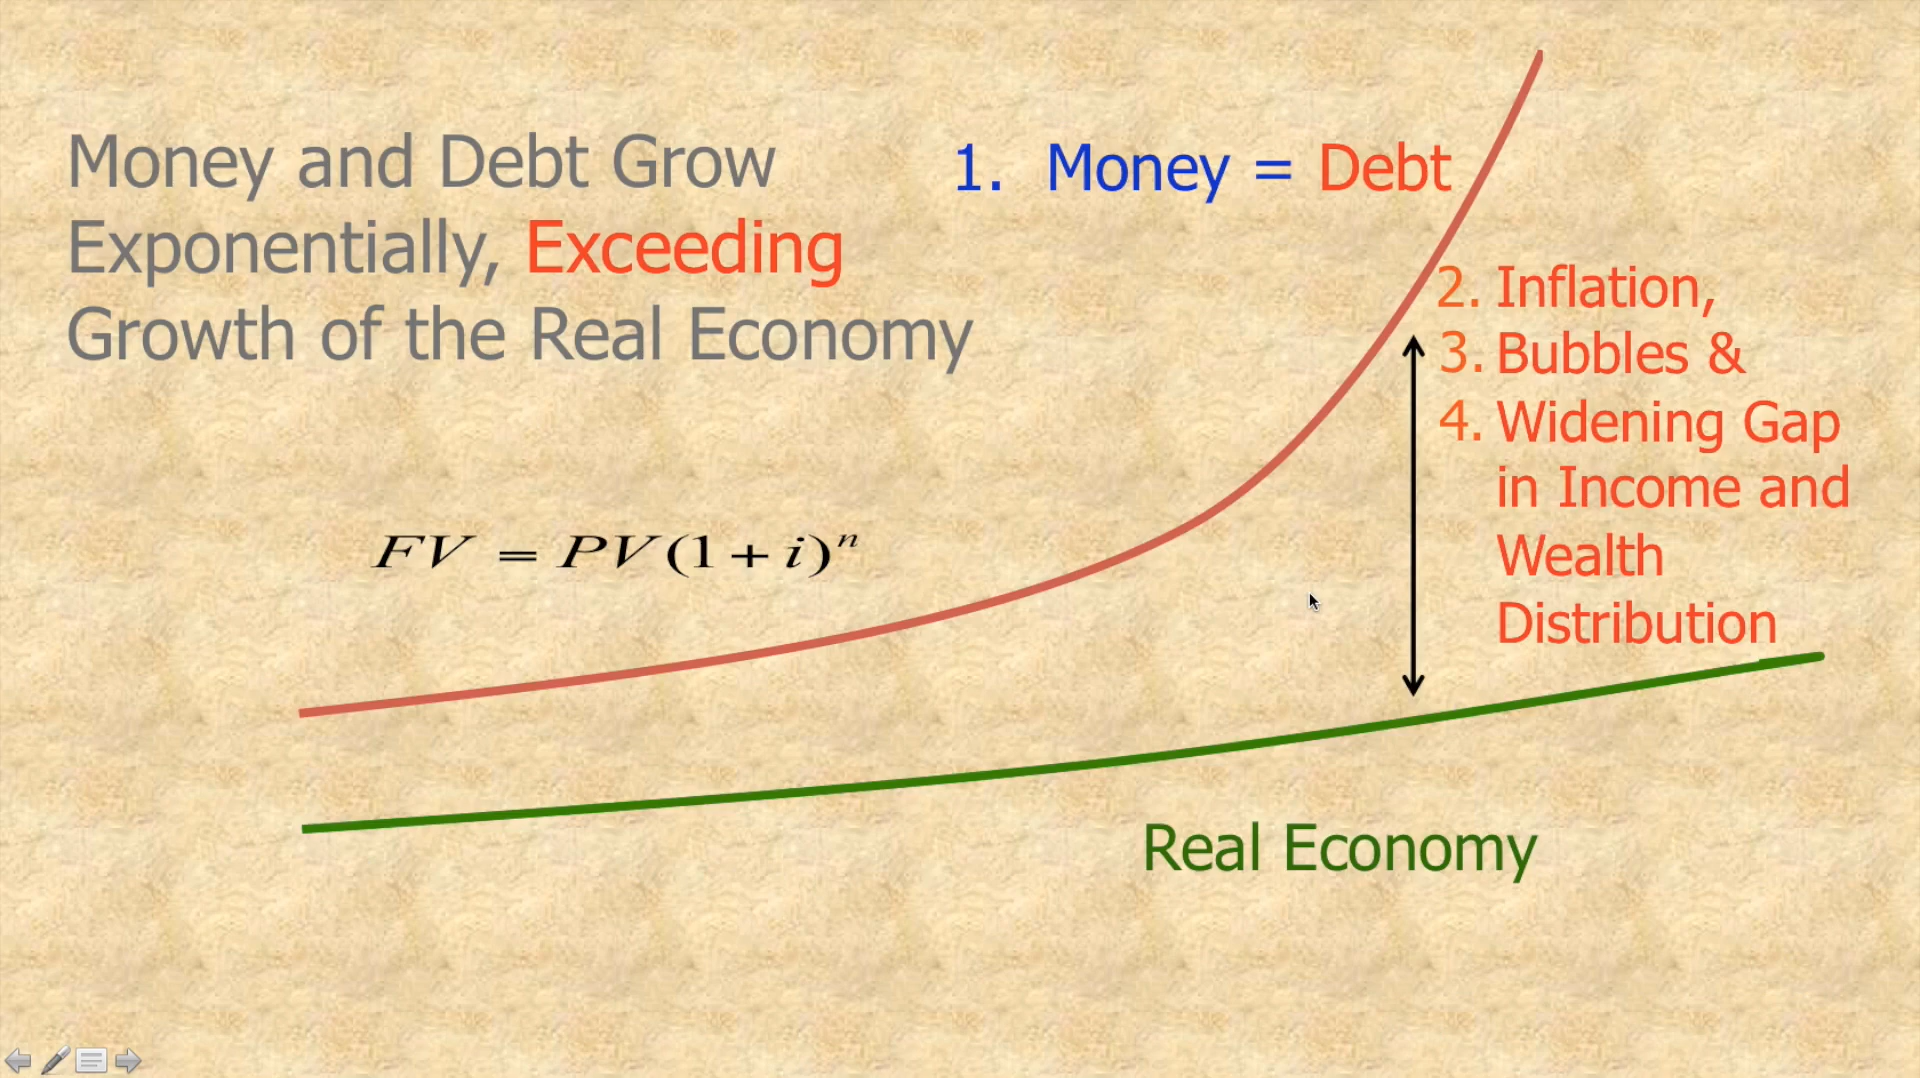 Money and Debt Grow
Exponentially, Exceeding
Growth of the Real Economy
1. Money = Debt
2. Inflation,
3. Bubbles &
4. Widening Gap
in Income and
Wealth
Distribution
FV = PV(1 + i)ⁿ
Real Economy